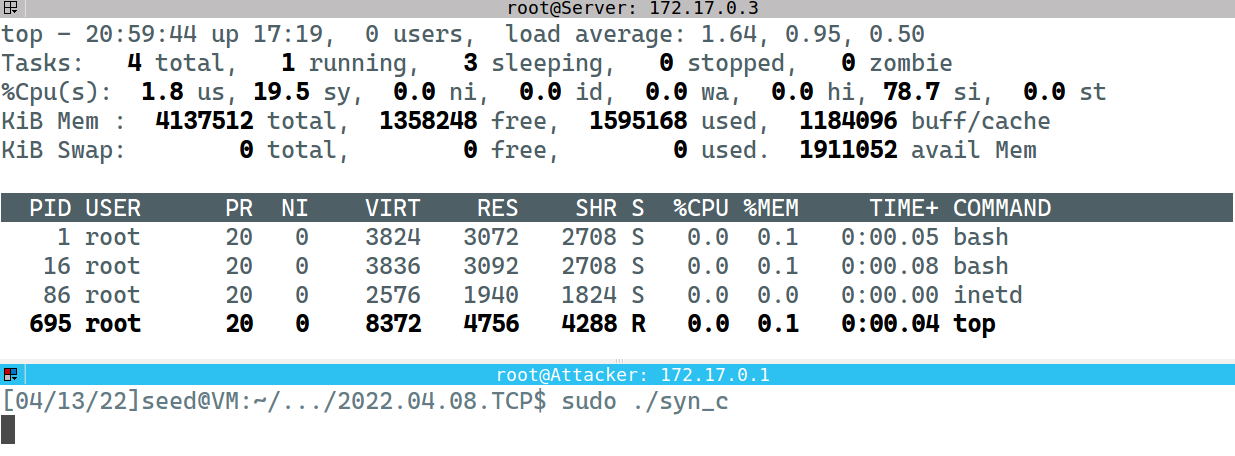 root@Server: 172.17.0.3
top - 20:59:44 up 17:19,  0 users,  load average: 1.64, 0.95, 0.50
Tasks:   4 total,   1 running,   3 sleeping,   0 stopped,   0 zombie
%Cpu(s):  1.8 us, 19.5 sy,  0.0 ni,  0.0 id,  0.0 wa,  0.0 hi, 78.7 si,  0.0 st
KiB Mem :  4137512 total,  1358248 free,  1595168 used,  1184096 buff/cache
KiB Swap:        0 total,        0 free,        0 used.  1911052 avail Mem
  PID USER      PR  NI    VIRT    RES    SHR S  %CPU %MEM     TIME+ COMMAND
    1 root      20   0    3824   3072   2708 S   0.0  0.1   0:00.05 bash
   16 root      20   0    3836   3092   2708 S   0.0  0.1   0:00.08 bash
   86 root      20   0    2576   1940   1824 S   0.0  0.0   0:00.00 inetd
  695 root      20   0    8372   4756   4288 R   0.0  0.1   0:00.04 top
root@Attacker: 172.17.0.1
[04/13/22]seed@VM:~/.../2022.04.08.TCP$ sudo ./syn_c